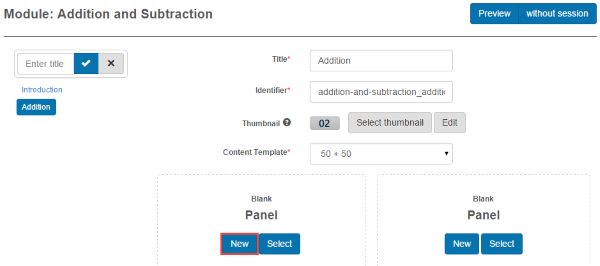 Module: Addition and Subtraction
Preview without session
Enter title
Introduction
Addition
Title* Addition
Identifier* addition-and-subtraction_additi
Thumbnail 02 Select thumbnail Edit
Content Template* 50 + 50
Blank
Panel
New Select
Blank
Panel
New Select